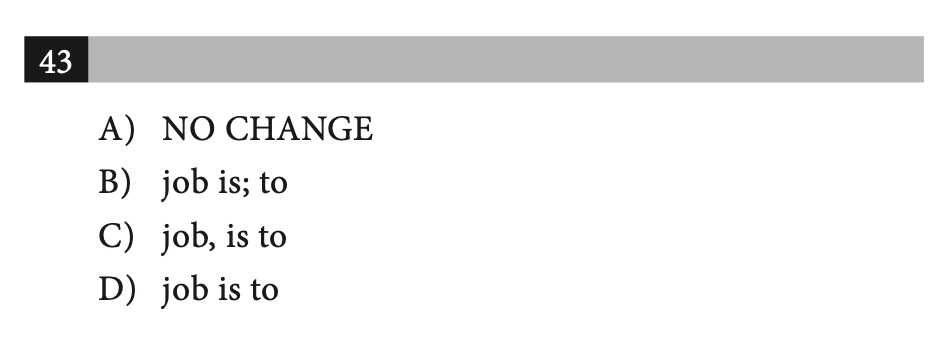 43
A) NO CHANGE
B) job is; to
C) job, is to
D) job is to